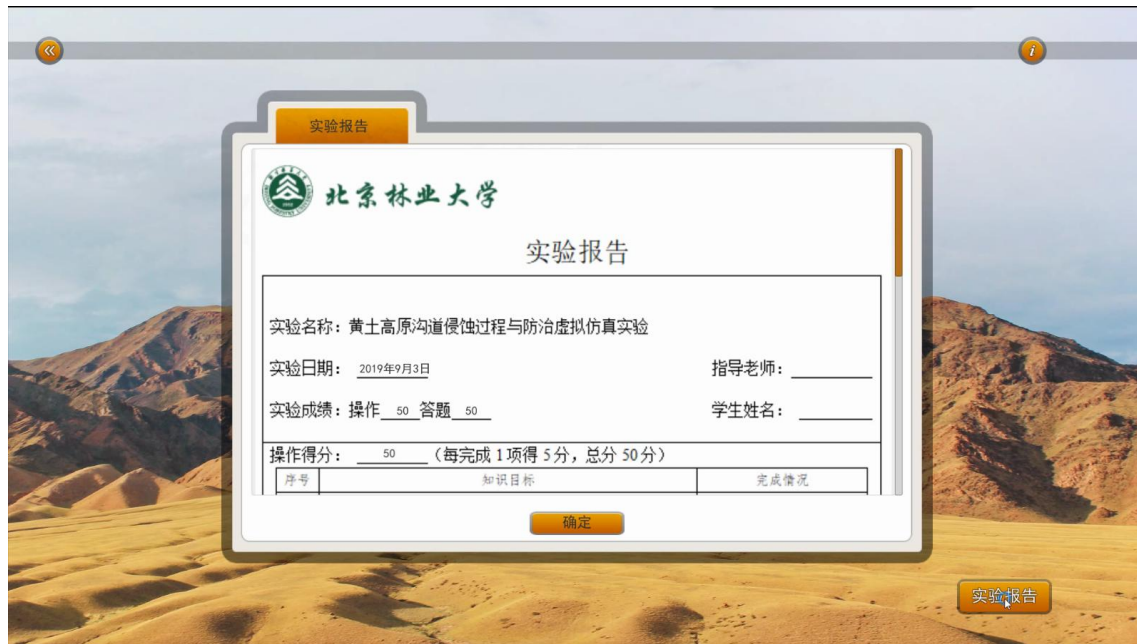 实验报告
北京林业大学
实验报告
实验名称：黄土高原沟道侵蚀过程与防治虚拟仿真实验
实验日期： 2019年9月3日 指导老师：
实验成绩：操作 50 答题 50 学生姓名：
操作得分： 50 （每完成 1 项得 5 分，总分 50 分）
序号 知识目标 完成情况
确定
实验报告